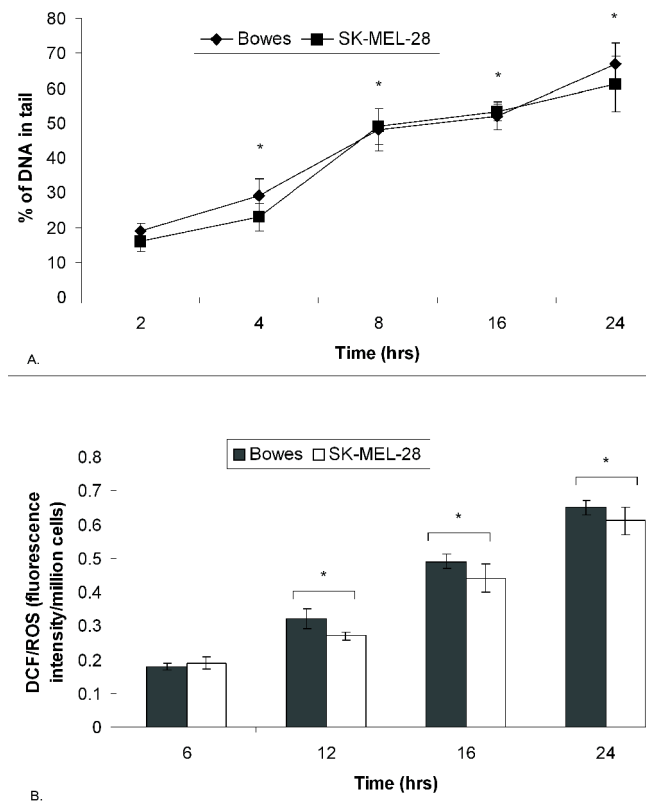 80
70
60
50
40
30
20
10
0
% of DNA in tail
Bowes SK-MEL-28
*
*
*
*
*
2 4 8 16 24
Time (hrs)
A.
0.8
0.7
0.6
0.5
0.4
0.3
0.2
0.1
0
DCF/ROS (fluorescence
intensity/million cells)
Bowes SK-MEL-28
*
*
*
6 12 16 24
Time (hrs)
B.